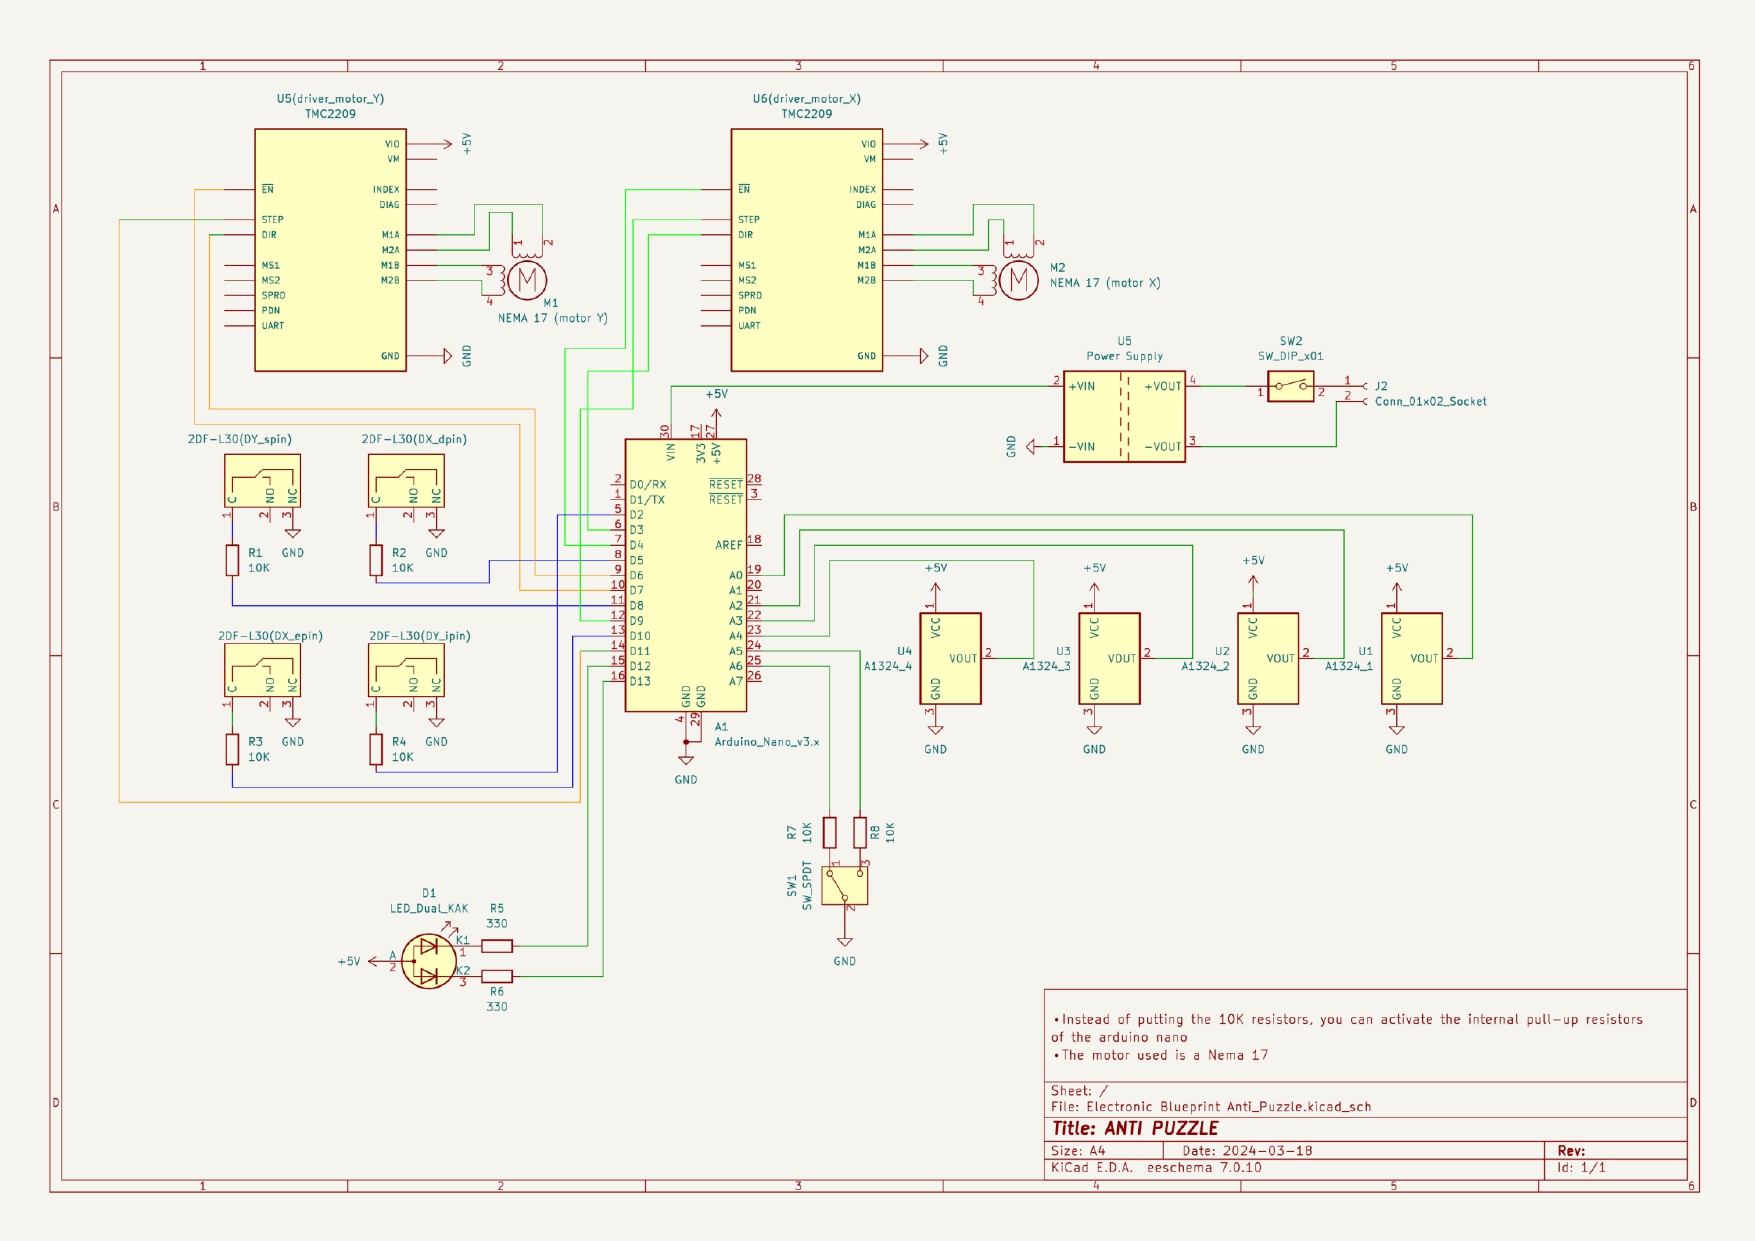 1 2 3 4 5 6
U5(driver_motor_Y)
TMC2209
VIO
VM
EN
INDEX
DIAG
STEP
DIR
M1A
M2A
M1B
M2B
MS1
MS2
SPRD
PDN
UART
GND
+5V
GND
1
2
3
4
M
M1
NEMA 17 (motor Y)
U6(driver_motor_X)
TMC2209
VIO
VM
EN
INDEX
DIAG
STEP
DIR
M1A
M2A
M1B
M2B
MS1
MS2
SPRD
PDN
UART
GND
+5V
GND
1
2
3
4
M
M2
NEMA 17 (motor X)
A
A
U5
Power Supply
2 +VIN
+VOUT 4
1 -VIN
-VOUT 3
GND
SW2
SW_DIP_x01
1 2
1 J2
2 Conn_01x02_Socket
2DF-L30(DY_spin)
C NO NC
1 2 3
GND
R1
10K
2DF-L30(DX_dpin)
C NO NC
1 2 3
GND
R2
10K
2DF-L30(DX_epin)
C NO NC
1 2 3
GND
R3
10K
2DF-L30(DY_ipin)
C NO NC
1 2 3
GND
R4
10K
B
B
+5V
30 17 27
VIN 3V3 +5V
2 D0/RX
1 D1/TX
5 D2
6 D3
7 D4
8 D5
9 D6
10 D7
11 D8
12 D9
13 D10
14 D11
15 D12
16 D13
RESET 28
RESET 3
AREF 18
A0 19
A1 20
A2 21
A3 22
A4 23
A5 24
A6 25
A7 26
GND GND
4 29
GND
A1
Arduino_Nano_v3.x
+5V
1
VCC
U4
A1324_4
VOUT 2
GND
3
GND
+5V
1
VCC
U3
A1324_3
VOUT 2
GND
3
GND
+5V
1
VCC
U2
A1324_2
VOUT 2
GND
3
GND
+5V
1
VCC
U1
A1324_1
VOUT 2
GND
3
GND
C
C
R7
10K
R8
10K
SW1
SW_SPDT
1
3
2
GND
D1
LED_Dual_KAK
+5V
A
2
K1
1
K2
3
R5
330
R6
330
•Instead of putting the 10K resistors, you can activate the internal pull-up resistors
of the arduino nano
•The motor used is a Nema 17
D
D
Sheet: /
File: Electronic Blueprint Anti_Puzzle.kicad_sch
Title: ANTI PUZZLE
Size: A4 Date: 2024-03-18 Rev:
KiCad E.D.A. eeschema 7.0.10 Id: 1/1
1 2 3 4 5 6